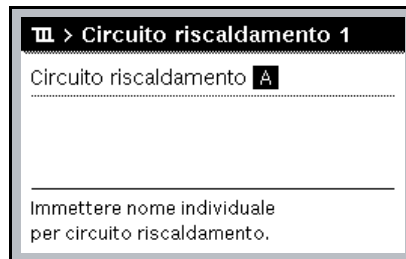 > Circuito riscaldamento 1
Circuito riscaldamento A
Immettere nome individuale
per circuito riscaldamento.